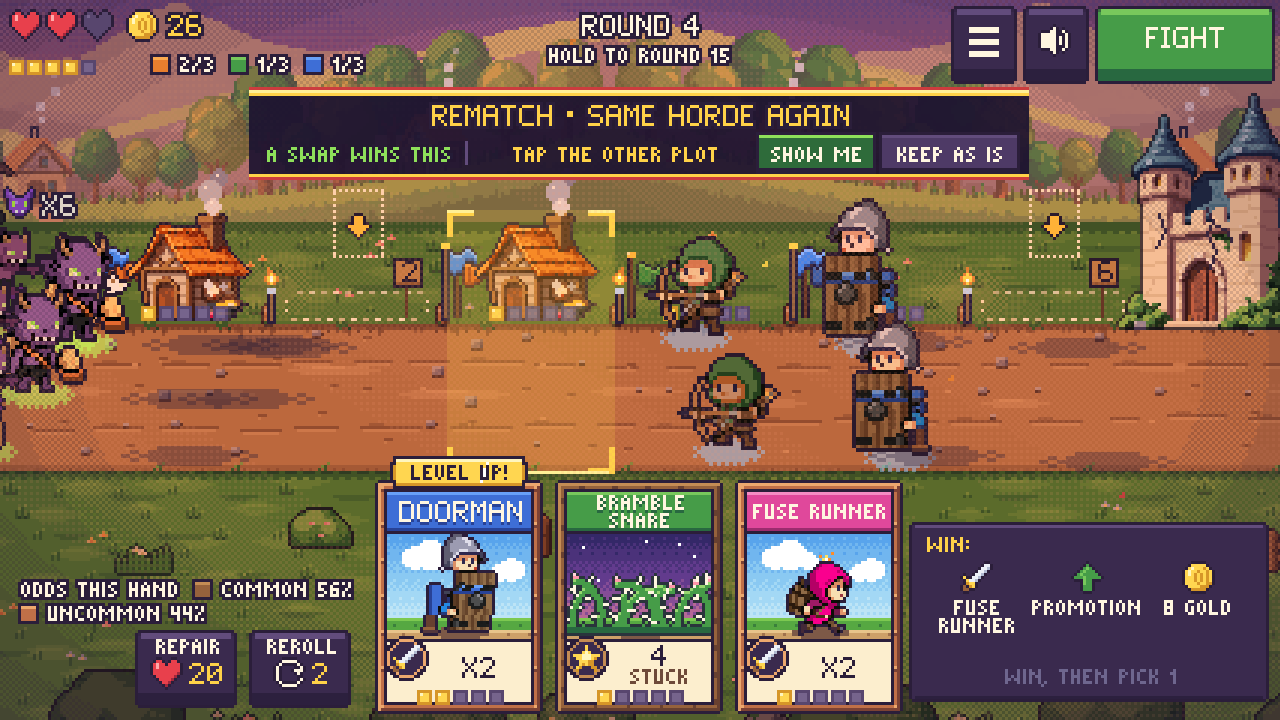 26
2/3 1/3 1/3
ROUND 4
HOLD TO ROUND 15
FIGHT
REMATCH · SAME HORDE AGAIN
A SWAP WINS THIS
TAP THE OTHER PLOT
SHOW ME
KEEP AS IS
X6
2
6
LEVEL UP!
DOORMAN
X2
BRAMBLE
SNARE
4
STUCK
FUSE RUNNER
X2
ODDS THIS HAND COMMON 56%
UNCOMMON 44%
REPAIR
20
REROLL
2
WIN:
FUSE
RUNNER
PROMOTION
8 GOLD
WIN, THEN PICK 1